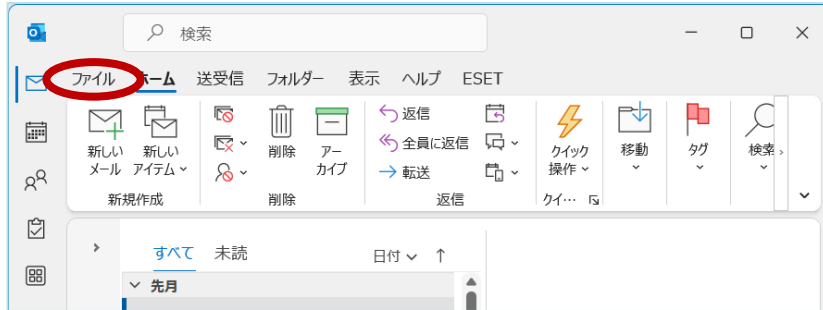 検索
ファイル ホーム 送受信 フォルダー 表示 ヘルプ ESET
新しい
メール
新しい
アイテム
新規作成
削除
アー
カイブ
削除
返信
全員に返信
転送
返信
クイック
操作
クイ…
移動
タグ
検索
すべて 未読 日付 ↑
先月